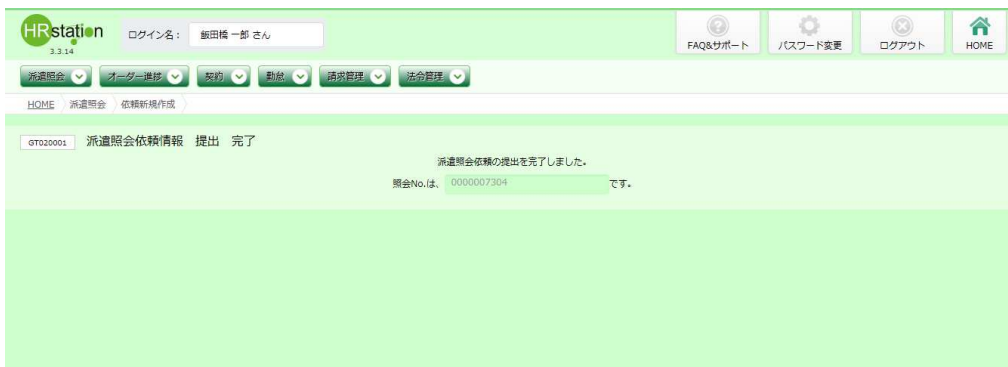 HRstation
3.3.14
ログイン名： 飯田橋 一郎 さん
FAQ&サポート パスワード変更 ログアウト HOME
派遣照会 オーダー進捗 契約 勤怠 請求管理 法令管理
HOME 派遣照会 依頼新規作成
GT020001 派遣照会依頼情報 提出 完了
派遣照会依頼の提出を完了しました。
照会No.は、 0000007304 です。